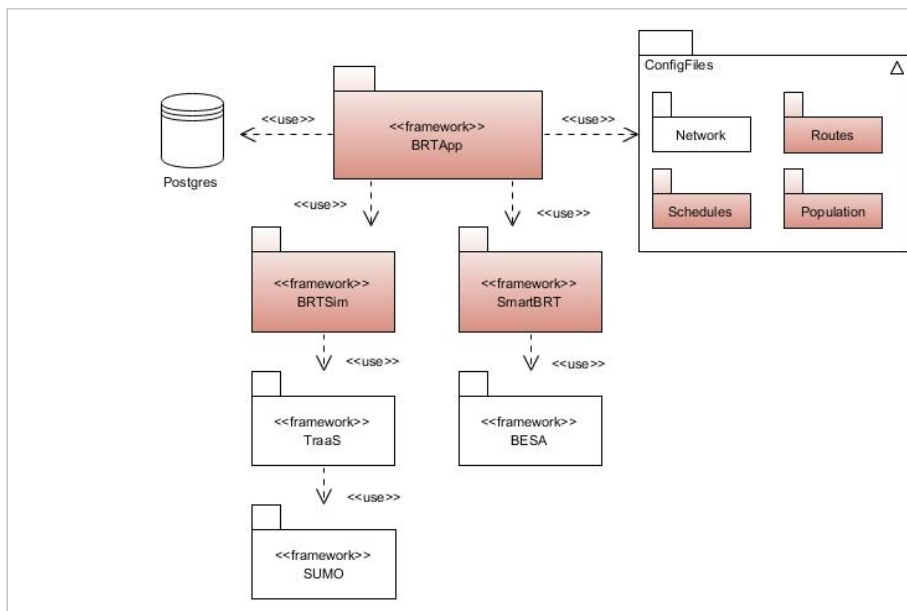 ConfigFiles
<<framework>>
BRTApp
<<use>>
<<use>>
Postgres
Network
Routes
Schedules
Population
<<use>>
<<use>>
<<framework>>
BRTSim
<<framework>>
SmartBRT
<<use>>
<<use>>
<<framework>>
TraaS
<<framework>>
BESA
<<use>>
<<framework>>
SUMO